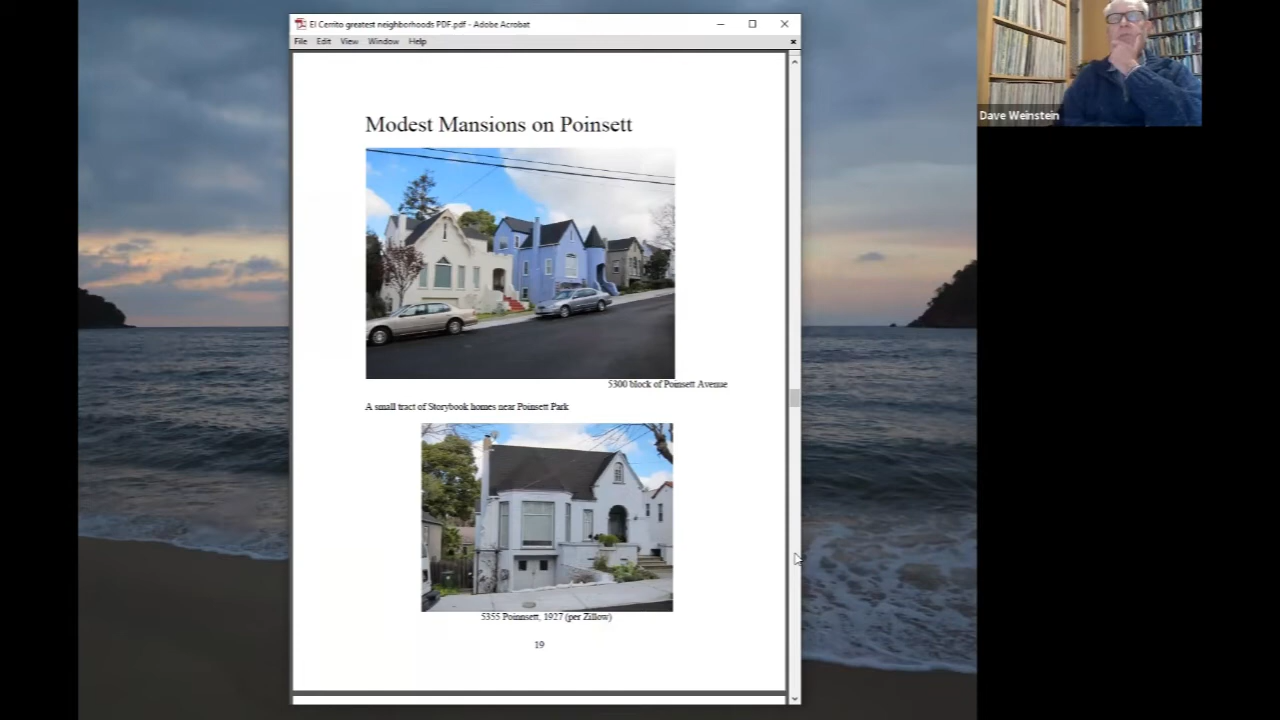 El Cerrito greatest neighborhoods PDF.pdf - Adobe Acrobat
File Edit View Window Help
Dave Weinstein
Modest Mansions on Poinsett
5300 block of Poinsett Avenue
A small tract of Storybook homes near Poinsett Park
5355 Poinnsett, 1927 (per Zillow)
19